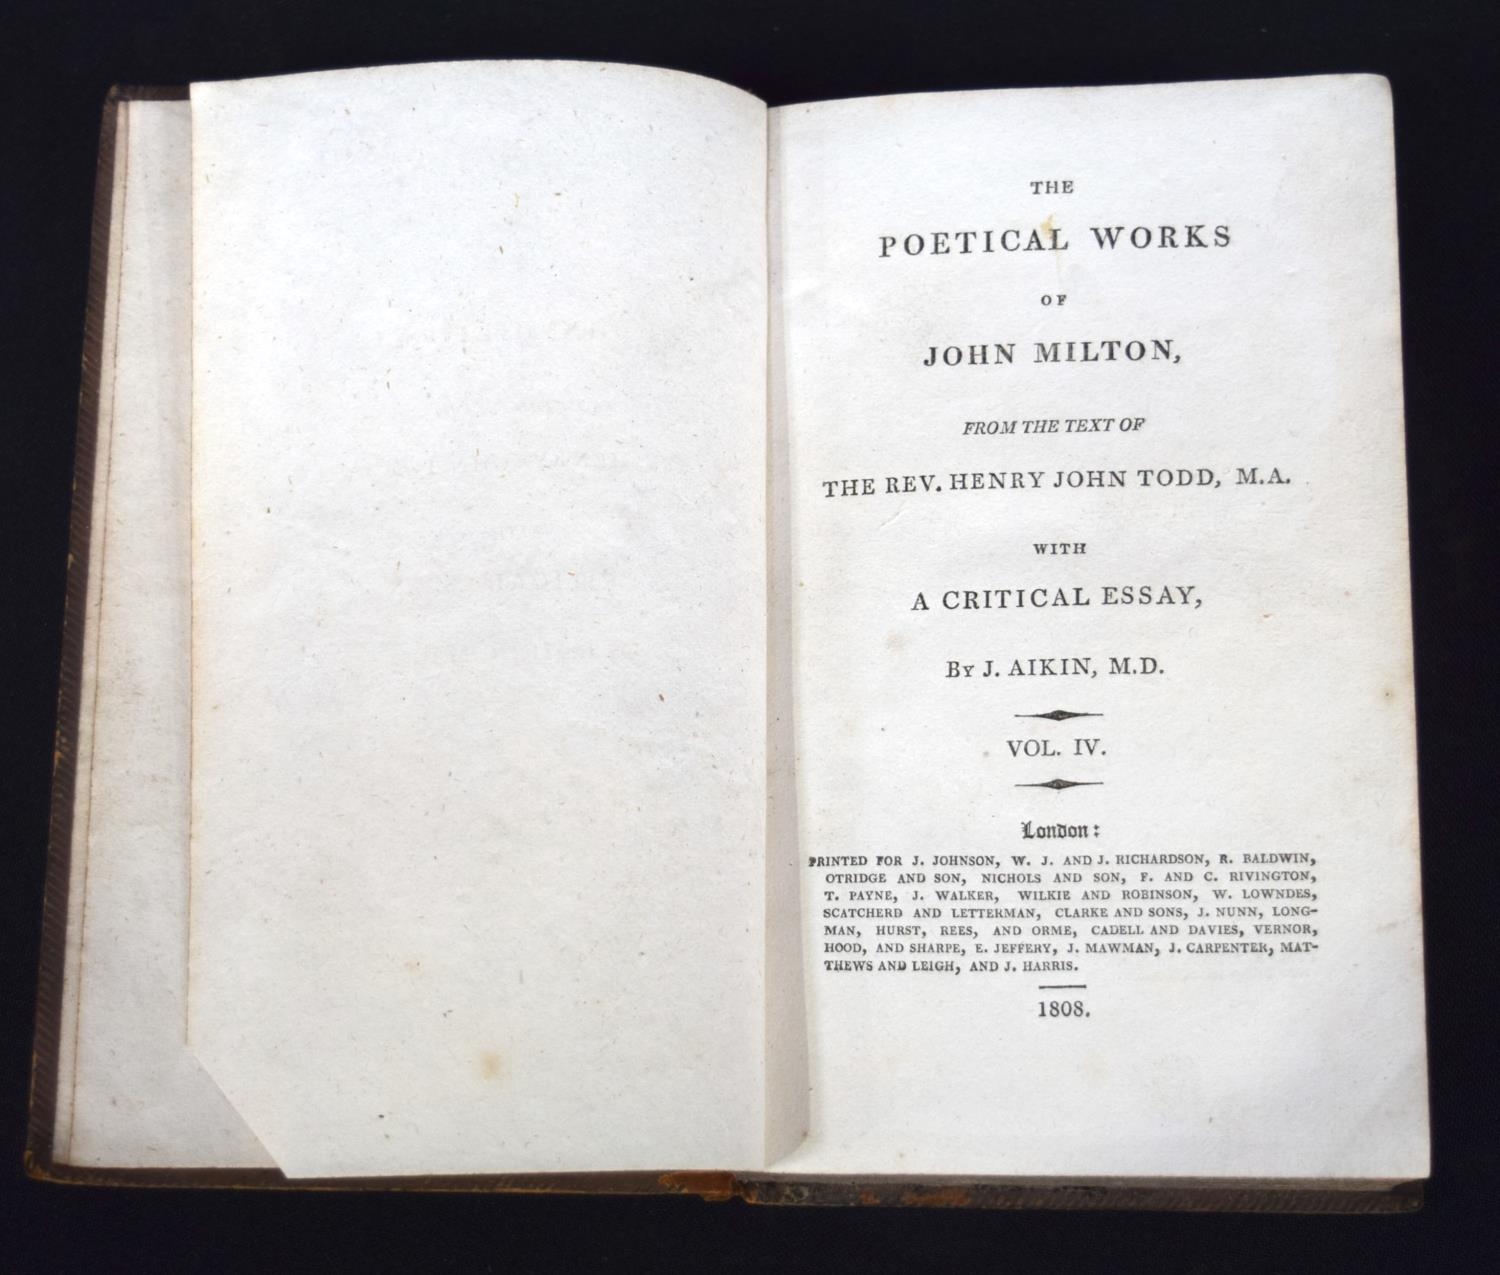 THE
POETICAL WORKS
OF
JOHN MILTON,
FROM THE TEXT OF
THE REV. HENRY JOHN TODD, M.A.
WITH
A CRITICAL ESSAY,
By J. AIKIN, M.D.
VOL. IV.
London:
PRINTED FOR J. JOHNSON, W. J. AND J. RICHARDSON, R. BALDWIN,
OTRIDGE AND SON, NICHOLS AND SON, F. AND C. RIVINGTON,
T. PAYNE, J. WALKER, WILKIE AND ROBINSON, W. LOWNDES,
SCATCHERD AND LETTERMAN, CLARKE AND SONS, J. NUNN, LONG-
MAN, HURST, REES, AND ORME, CADELL AND DAVIES, VERNOR,
HOOD, AND SHARPE, E. JEFFERY, J. MAWMAN, J. CARPENTER, MAT-
THEWS AND LEIGH, AND J. HARRIS.
1808.